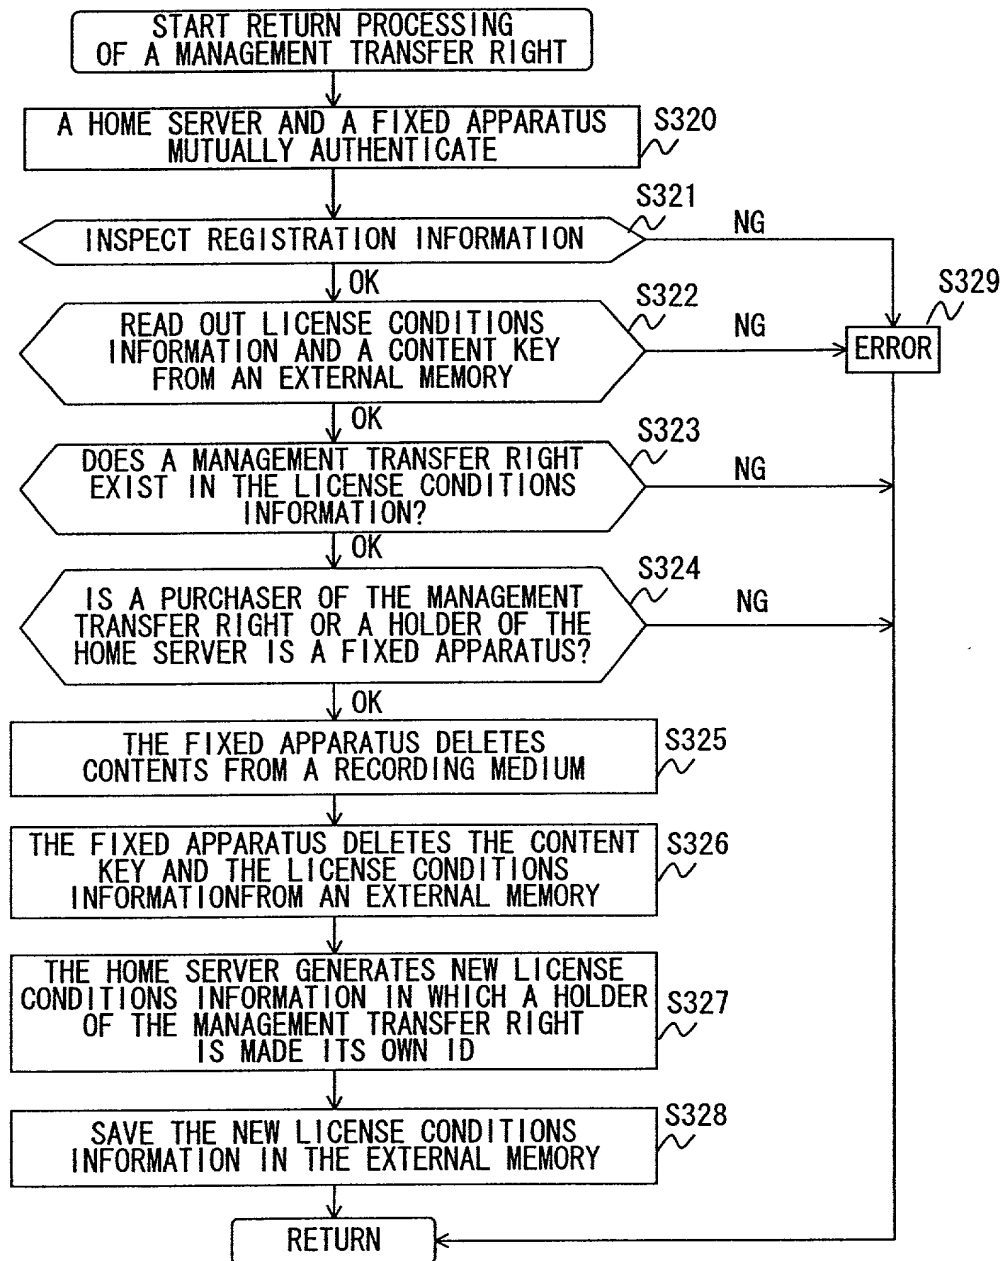 START RETURN PROCESSING
OF A MANAGEMENT TRANSFER RIGHT
A HOME SERVER AND A FIXED APPARATUS
MUTUALLY AUTHENTICATE
S320
INSPECT REGISTRATION INFORMATION
S321
NG
OK
READ OUT LICENSE CONDITIONS
INFORMATION AND A CONTENT KEY
FROM AN EXTERNAL MEMORY
S322
NG
S329
ERROR
OK
DOES A MANAGEMENT TRANSFER RIGHT
EXIST IN THE LICENSE CONDITIONS
INFORMATION?
S323
NG
OK
IS A PURCHASER OF THE MANAGEMENT
TRANSFER RIGHT OR A HOLDER OF THE
HOME SERVER IS A FIXED APPARATUS?
S324
NG
OK
THE FIXED APPARATUS DELETES
CONTENTS FROM A RECORDING MEDIUM
S325
THE FIXED APPARATUS DELETES THE CONTENT
KEY AND THE LICENSE CONDITIONS
INFORMATIONFROM AN EXTERNAL MEMORY
S326
THE HOME SERVER GENERATES NEW LICENSE
CONDITIONS INFORMATION IN WHICH A HOLDER
OF THE MANAGEMENT TRANSFER RIGHT
IS MADE ITS OWN ID
S327
SAVE THE NEW LICENSE CONDITIONS
INFORMATION IN THE EXTERNAL MEMORY
S328
RETURN